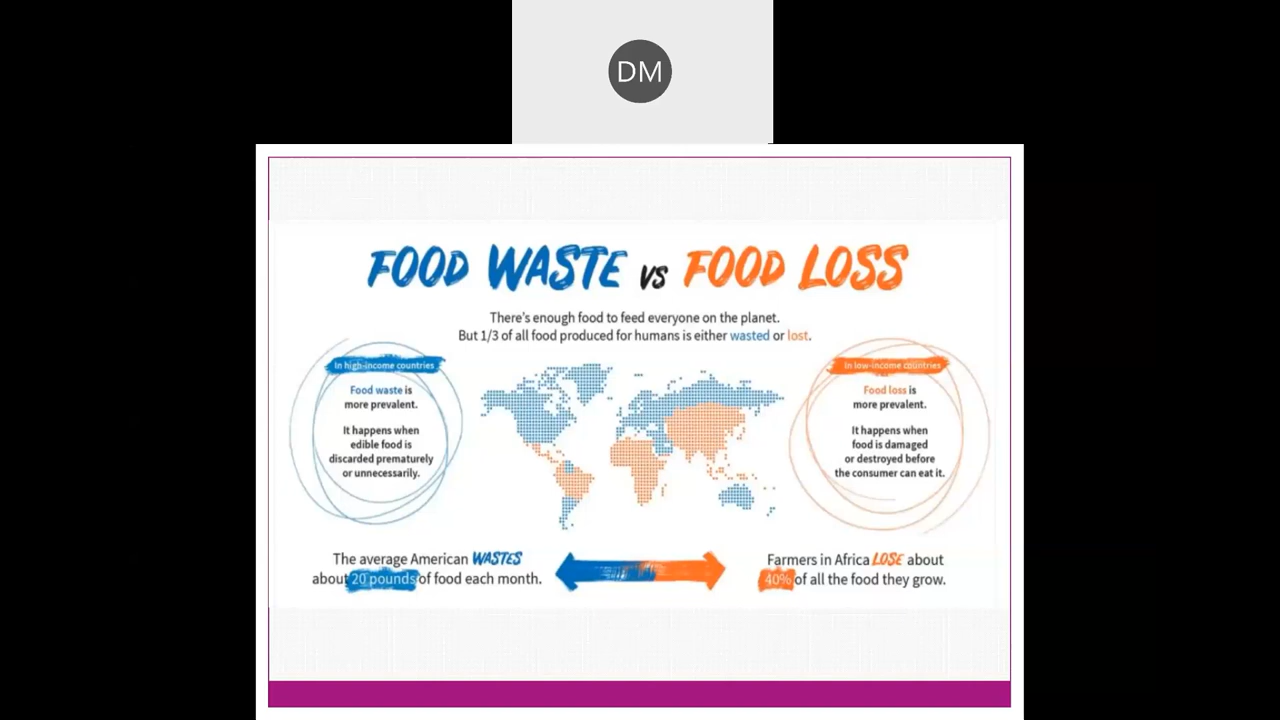 DM
FOOD WASTE VS FOOD LOSS
There's enough food to feed everyone on the planet.
But 1/3 of all food produced for humans is either wasted or lost.
In high-income countries
Food waste is
more prevalent.
It happens when
edible food is
discarded prematurely
or unnecessarily.
In low-income countries
Food loss is
more prevalent.
It happens when
food is damaged
or destroyed before
the consumer can eat it.
The average American WASTES
about 20 pounds of food each month.
Farmers in Africa LOSE about
40% of all the food they grow.